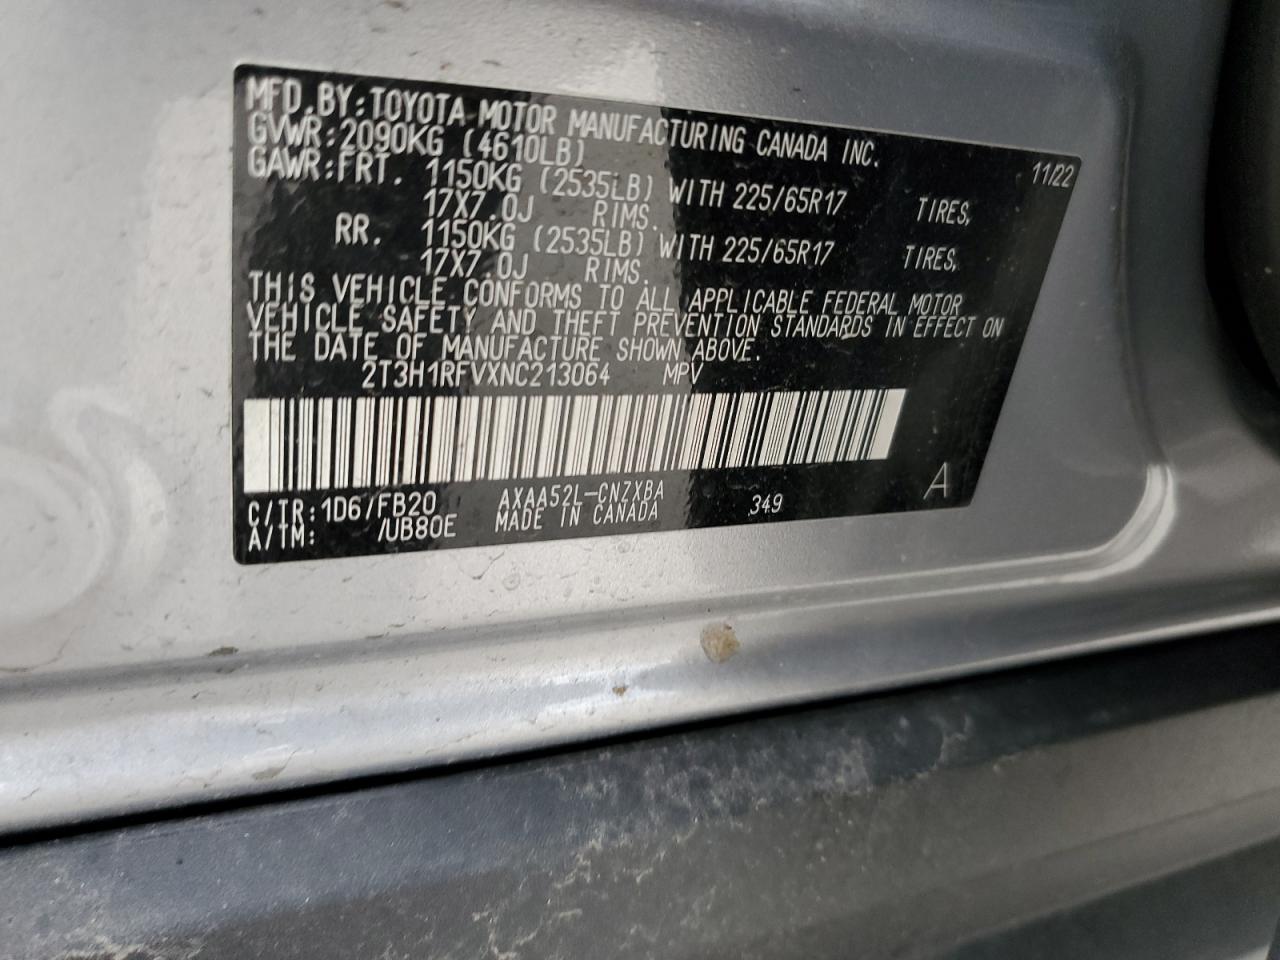 MFD.BY:TOYOTA MOTOR MANUFACTURING CANADA INC.
GVWR:2090KG (4610LB) 11/22
GAWR:FRT. 1150KG (2535LB) WITH 225/65R17 TIRES,
17X7.0J RIMS.
RR. 1150KG (2535LB) WITH 225/65R17 TIRES,
17X7.0J RIMS.
THIS VEHICLE CONFORMS TO ALL APPLICABLE FEDERAL MOTOR
VEHICLE SAFETY AND THEFT PREVENTION STANDARDS IN EFFECT ON
THE DATE OF MANUFACTURE SHOWN ABOVE.
2T3H1RFVXNC213064 MPV
C/TR:1D6/FB20 AXAA52L-CNZXBA 349 A
A/TM: /UB80E MADE IN CANADA